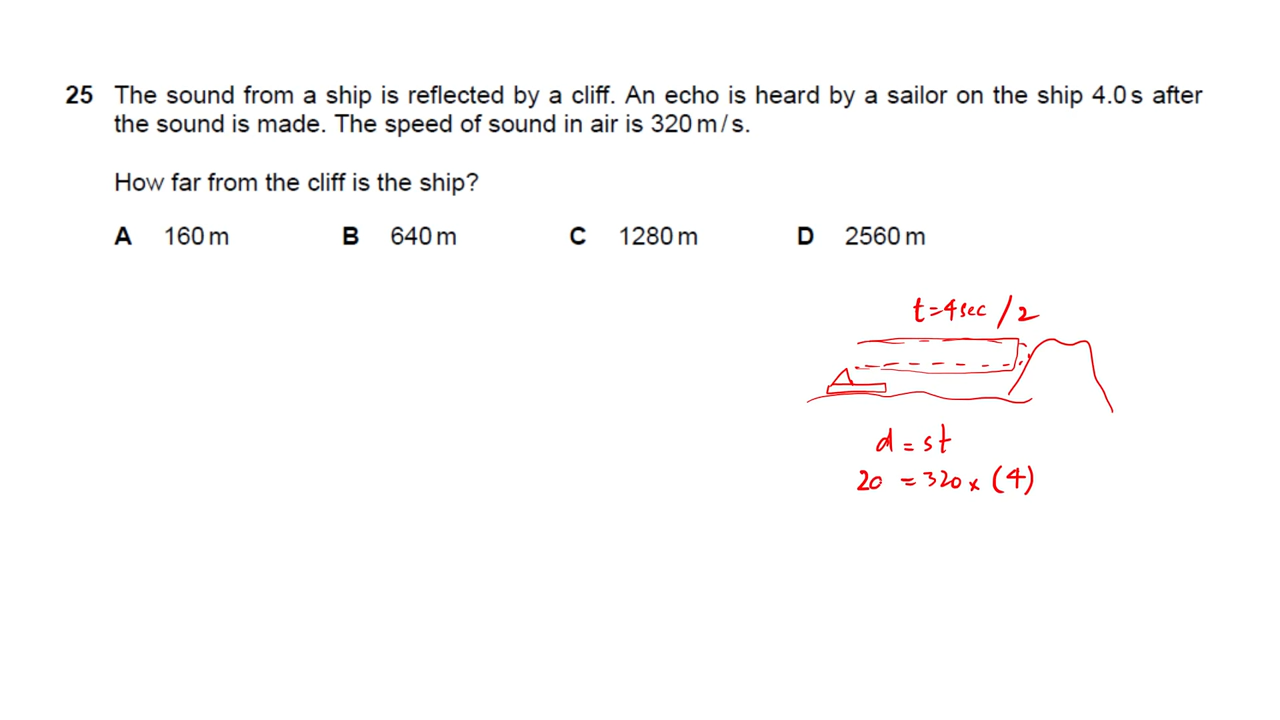 25 The sound from a ship is reflected by a cliff. An echo is heard by a sailor on the ship 4.0 s after
the sound is made. The speed of sound in air is 320 m / s.
How far from the cliff is the ship?
A 160 m B 640 m C 1280 m D 2560 m
t=4sec /2
d = st
20 = 320 x (4)